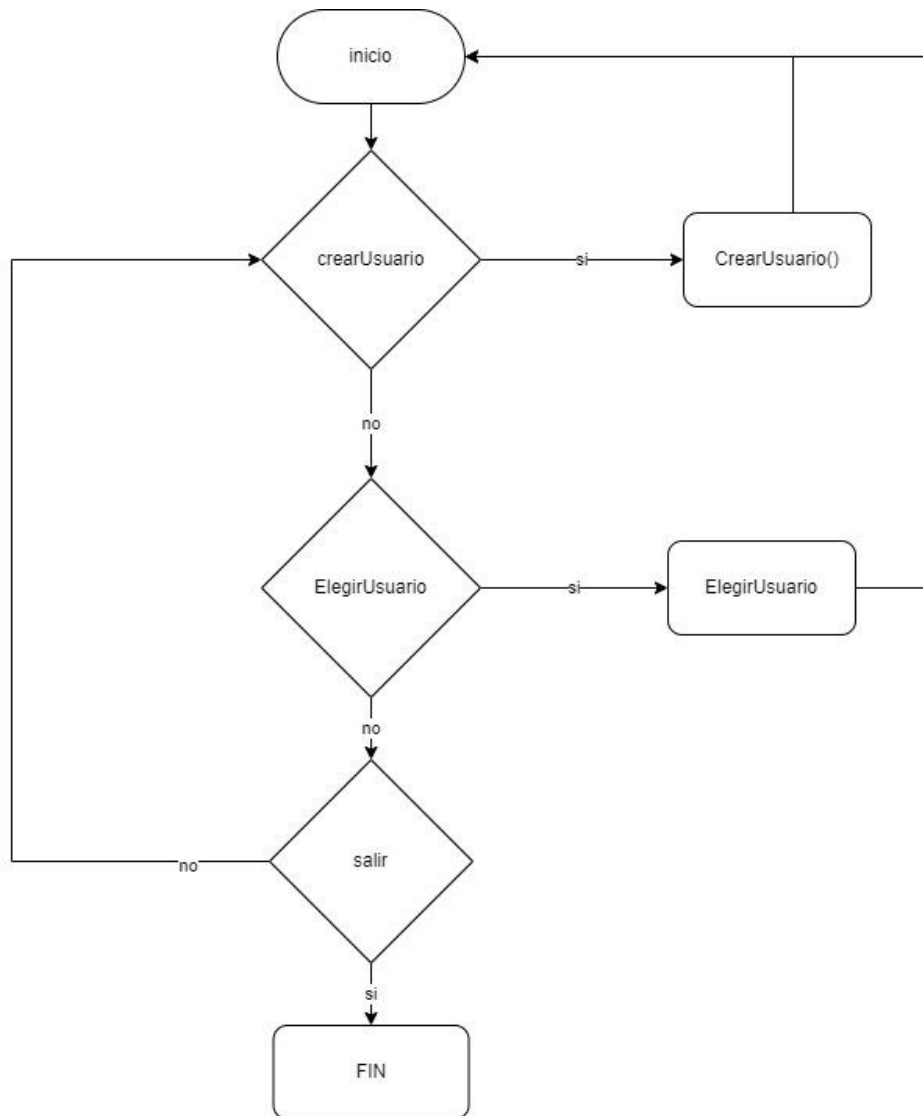 inicio
crearUsuario
si
CrearUsuario()
no
ElegirUsuario
si
ElegirUsuario
no
salir
no
si
FIN